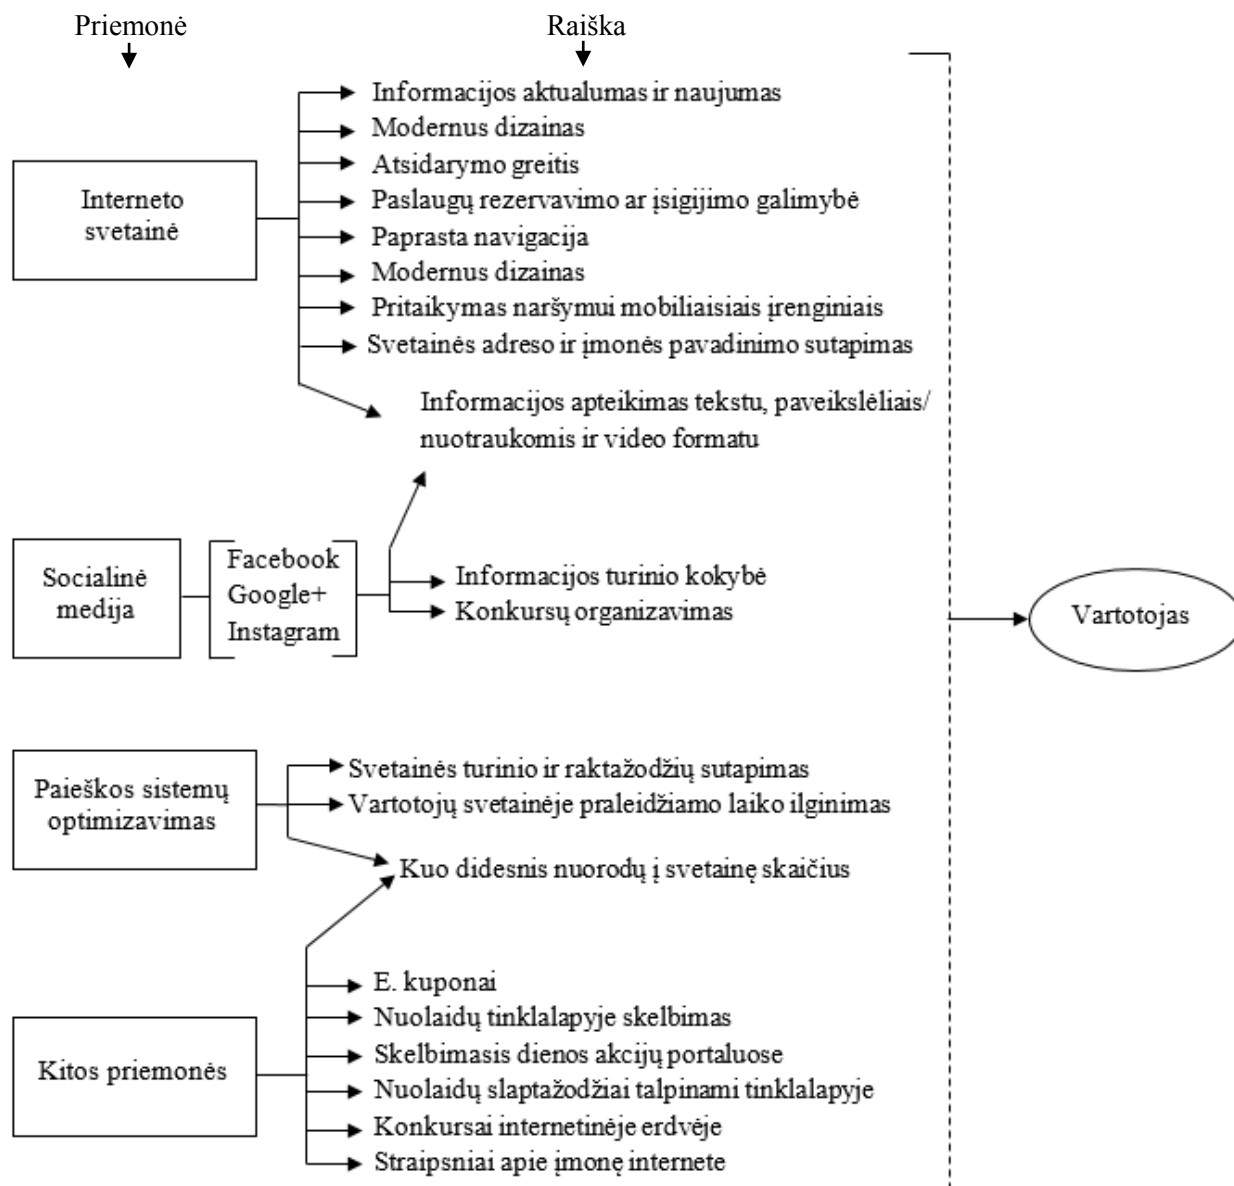 Priemonė
Raiška
Interneto
svetainė
Informacijos aktualumas ir naujumas
Modernus dizainas
Atsidarymo greitis
Paslaugų rezervavimo ar įsigijimo galimybė
Paprasta navigacija
Modernus dizainas
Pritaikymas naršymui mobiliaisiais įrenginiais
Svetainės adreso ir įmonės pavadinimo sutapimas
Informacijos apteikimas tekstu, paveikslėliais/
nuotraukomis ir video formatu
Socialinė
medija
Facebook
Google+
Instagram
Informacijos turinio kokybė
Konkursų organizavimas
Vartotojas
Paieškos sistemų
optimizavimas
Svetainės turinio ir raktažodžių sutapimas
Vartotojų svetainėje praleidžiamo laiko ilginimas
Kuo didesnis nuorodų į svetainę skaičius
Kitos priemonės
E. kuponai
Nuolaidų tinklalapyje skelbimas
Skelbimasis dienos akcijų portaluose
Nuolaidų slaptažodžiai talpinami tinklalapyje
Konkursai internetinėje erdvėje
Straipsniai apie įmonę internete